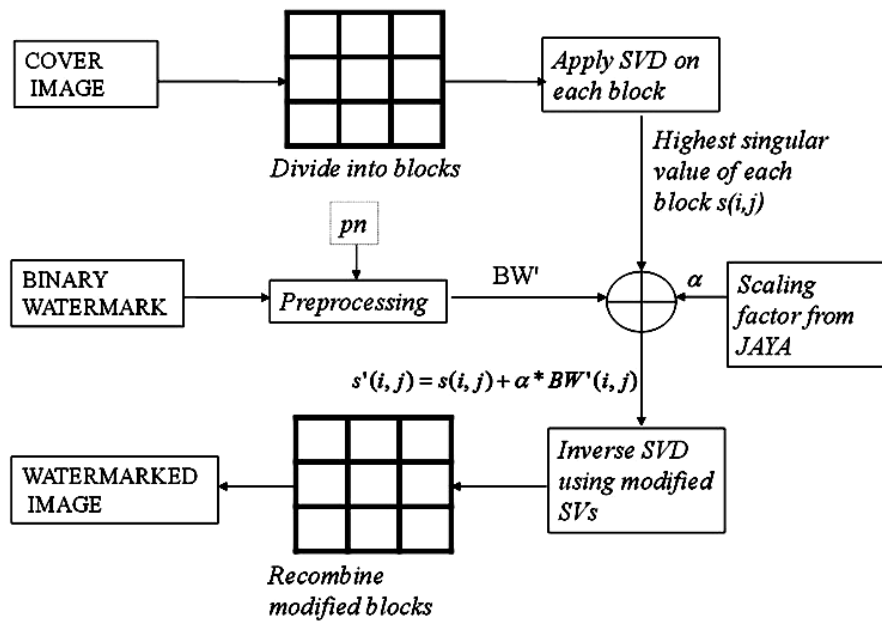 COVER
IMAGE
Divide into blocks
Apply SVD on
each block
Highest singular
value of each
block s(i,j)
pn
BINARY
WATERMARK
Preprocessing
BW'
α
Scaling
factor from
JAYA
s'(i, j) = s(i, j) + α * BW'(i, j)
Inverse SVD
using modified
SVs
Recombine
modified blocks
WATERMARKED
IMAGE